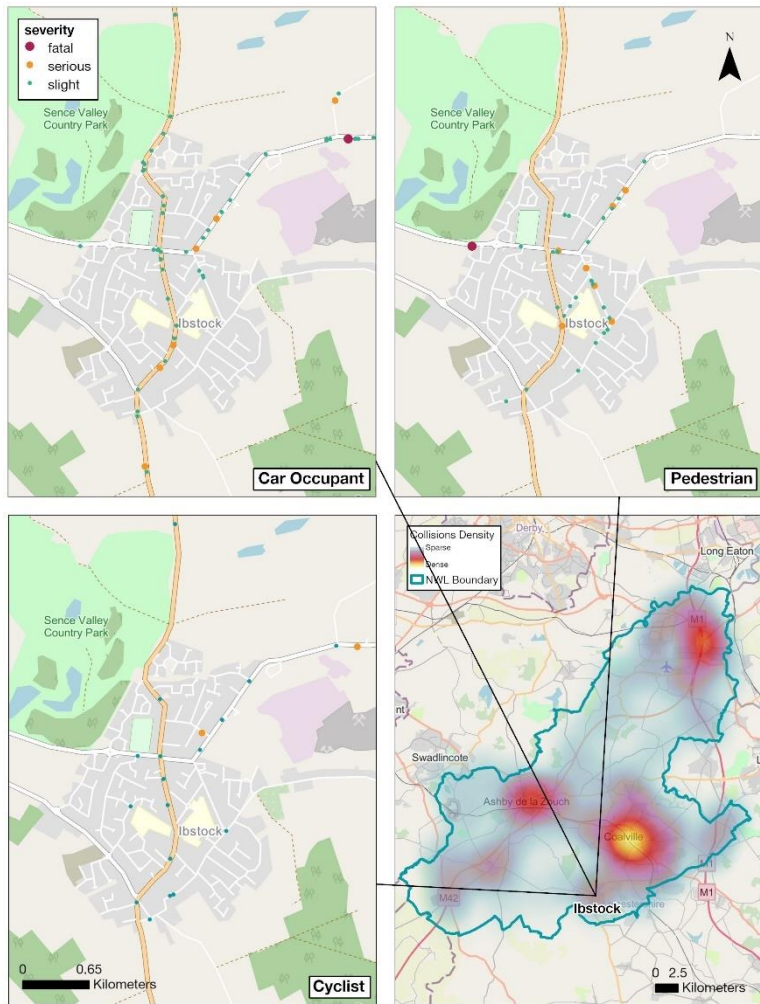 severity
fatal
serious
slight
Sence Valley
Country Park
Ibstock
Car Occupant
N
Sence Valley
Country Park
Ibstock
Pedestrian
Sence Valley
Country Park
Ibstock
0 0.65
Kilometers
Cyclist
Collisions Density
Sparse
Dense
NWL Boundary
Derby
Long Eaton
M1
Swadlincote
Ashby de la Zouch
Coalville
M1
M42
M1
Ibstock
0 2.5
Kilometers